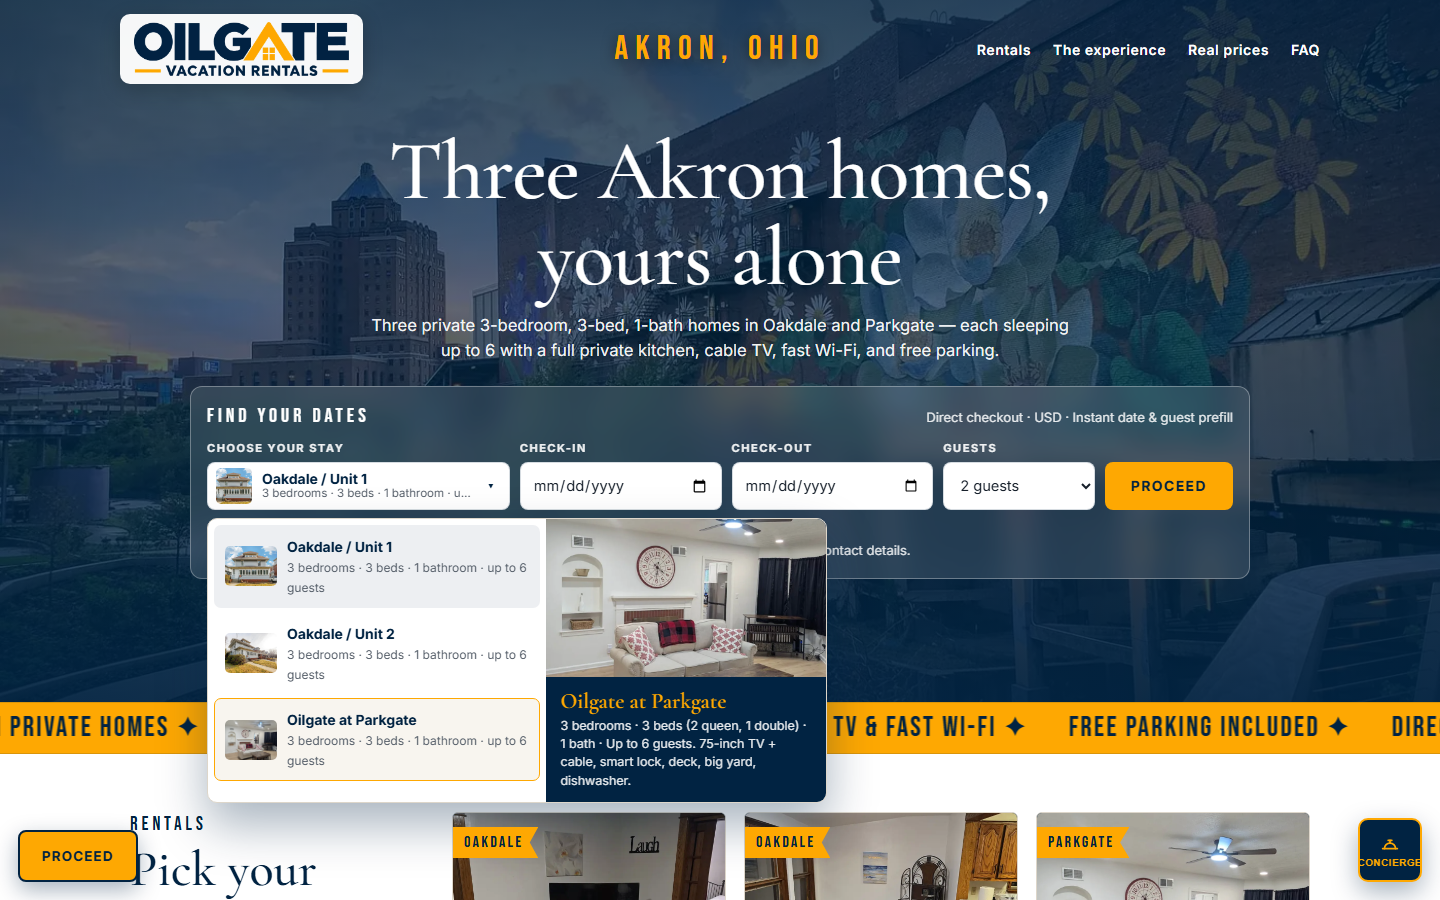 OILGATE
VACATION RENTALS
AKRON, OHIO
Rentals
The experience
Real prices
FAQ
Three Akron homes,
yours alone
Three private 3-bedroom, 3-bed, 1-bath homes in Oakdale and Parkgate — each sleeping
up to 6 with a full private kitchen, cable TV, fast Wi-Fi, and free parking.
FIND YOUR DATES
Direct checkout · USD · Instant date & guest prefill
CHOOSE YOUR STAY
CHECK-IN
CHECK-OUT
GUESTS
Oakdale / Unit 1
3 bedrooms · 3 beds · 1 bathroom · u...
mm/dd/yyyy
mm/dd/yyyy
2 guests
PROCEED
Oakdale / Unit 1
3 bedrooms · 3 beds · 1 bathroom · up to 6
guests
Oakdale / Unit 2
3 bedrooms · 3 beds · 1 bathroom · up to 6
guests
Oilgate at Parkgate
3 bedrooms · 3 beds · 1 bathroom · up to 6
guests
Oilgate at Parkgate
3 bedrooms · 3 beds (2 queen, 1 double) ·
1 bath · Up to 6 guests. 75-inch TV +
cable, smart lock, deck, big yard,
dishwasher.
details.
PRIVATE HOMES ✦
TV & FAST WI-FI ✦
FREE PARKING INCLUDED ✦
RENTALS
Pick your
PROCEED
OAKDALE
Laugh
OAKDALE
PARKGATE
CONCIERGE